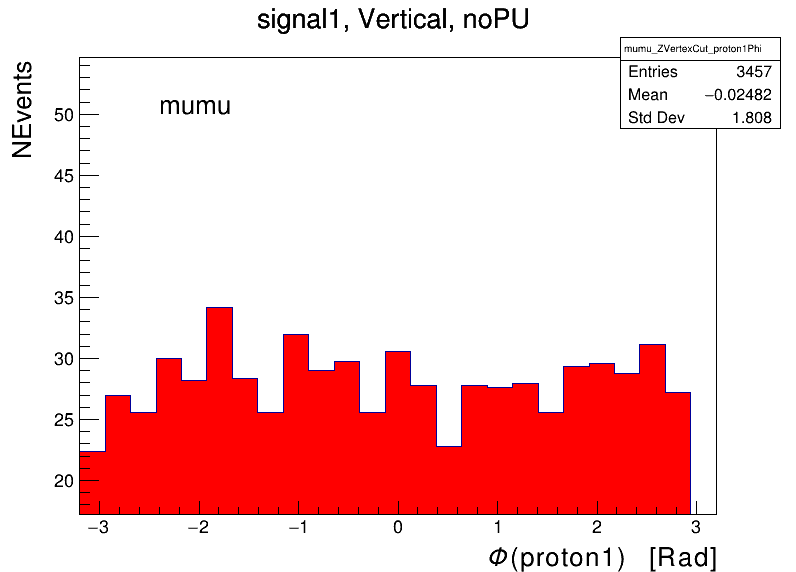 signal1, Vertical, noPU
mumu_ZVertexCut_proton1Phi
Entries 3457
Mean −0.02482
Std Dev 1.808
NEvents
mumu
50
45
40
35
30
25
20
−3 −2 −1 0 1 2 3
Φ(proton1) [Rad]